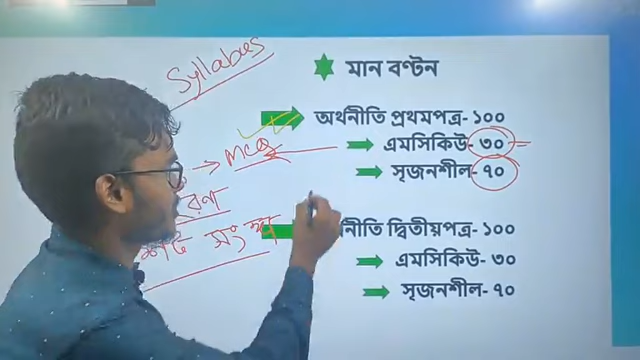 Syllabus
মান বণ্টন
অর্থনীতি প্রথমপত্র- ১০০
→ MCQ
এমসিকিউ- ৩০
সৃজনশীল- ৭০
নীতি দ্বিতীয়পত্র- ১০০
এমসিকিউ- ৩০
সৃজনশীল- ৭০